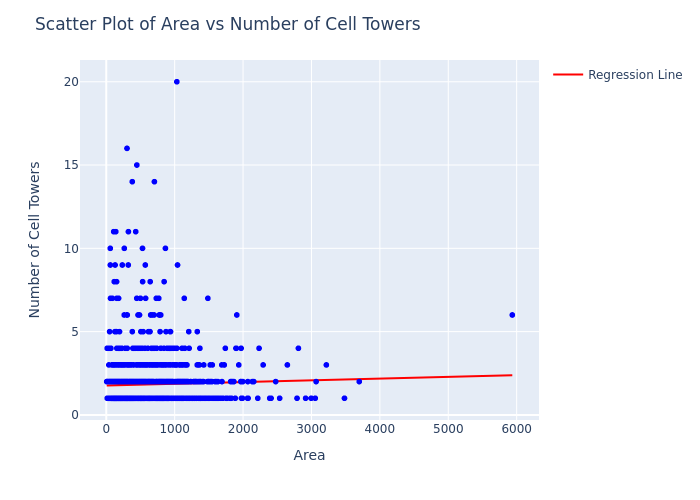 Scatter Plot of Area vs Number of Cell Towers
Regression Line
Number of Cell Towers
20
15
10
5
0
0 1000 2000 3000 4000 5000 6000
Area